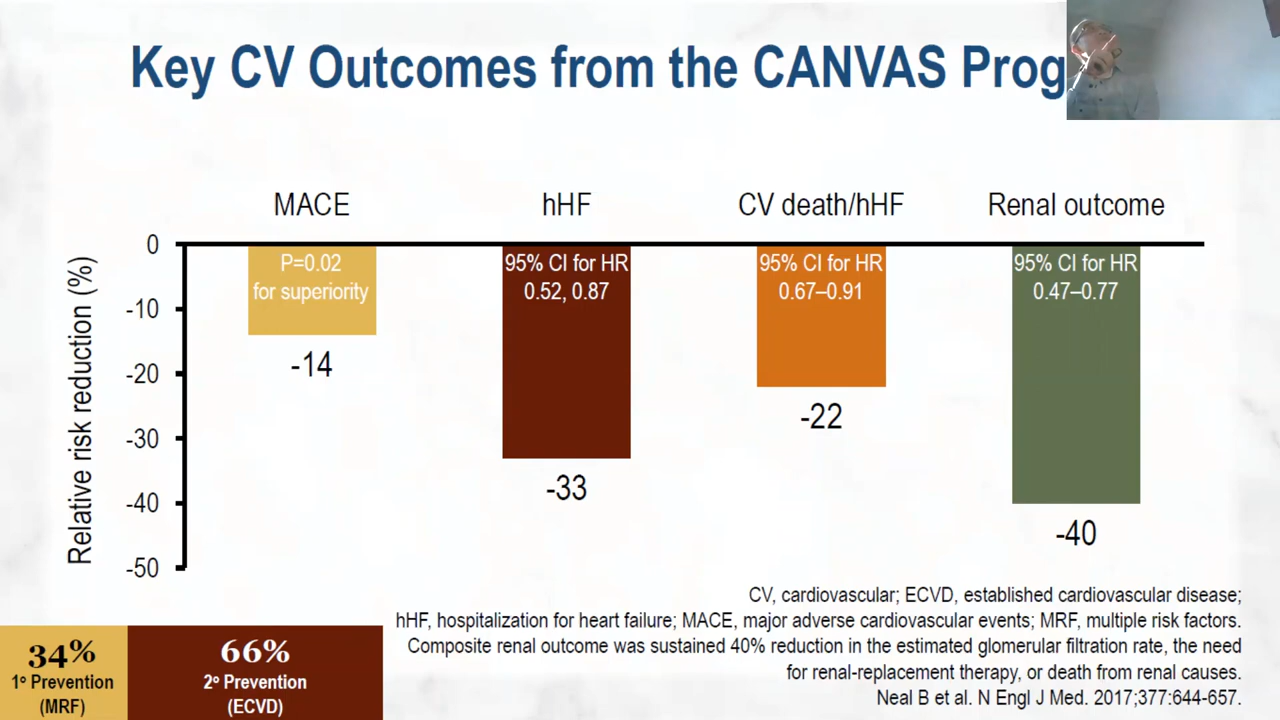 Key CV Outcomes from the CANVAS Prog
MACE
hHF
CV death/hHF
Renal outcome
Relative risk reduction (%)
0
-10
-20
-30
-40
-50
P=0.02
for superiority
-14
95% CI for HR
0.52, 0.87
-33
95% CI for HR
0.67–0.91
-22
95% CI for HR
0.47–0.77
-40
CV, cardiovascular; ECVD, established cardiovascular disease;
hHF, hospitalization for heart failure; MACE, major adverse cardiovascular events; MRF, multiple risk factors.
Composite renal outcome was sustained 40% reduction in the estimated glomerular filtration rate, the need
for renal-replacement therapy, or death from renal causes.
Neal B et al. N Engl J Med. 2017;377:644-657.
34%
1º Prevention
(MRF)
66%
2º Prevention
(ECVD)